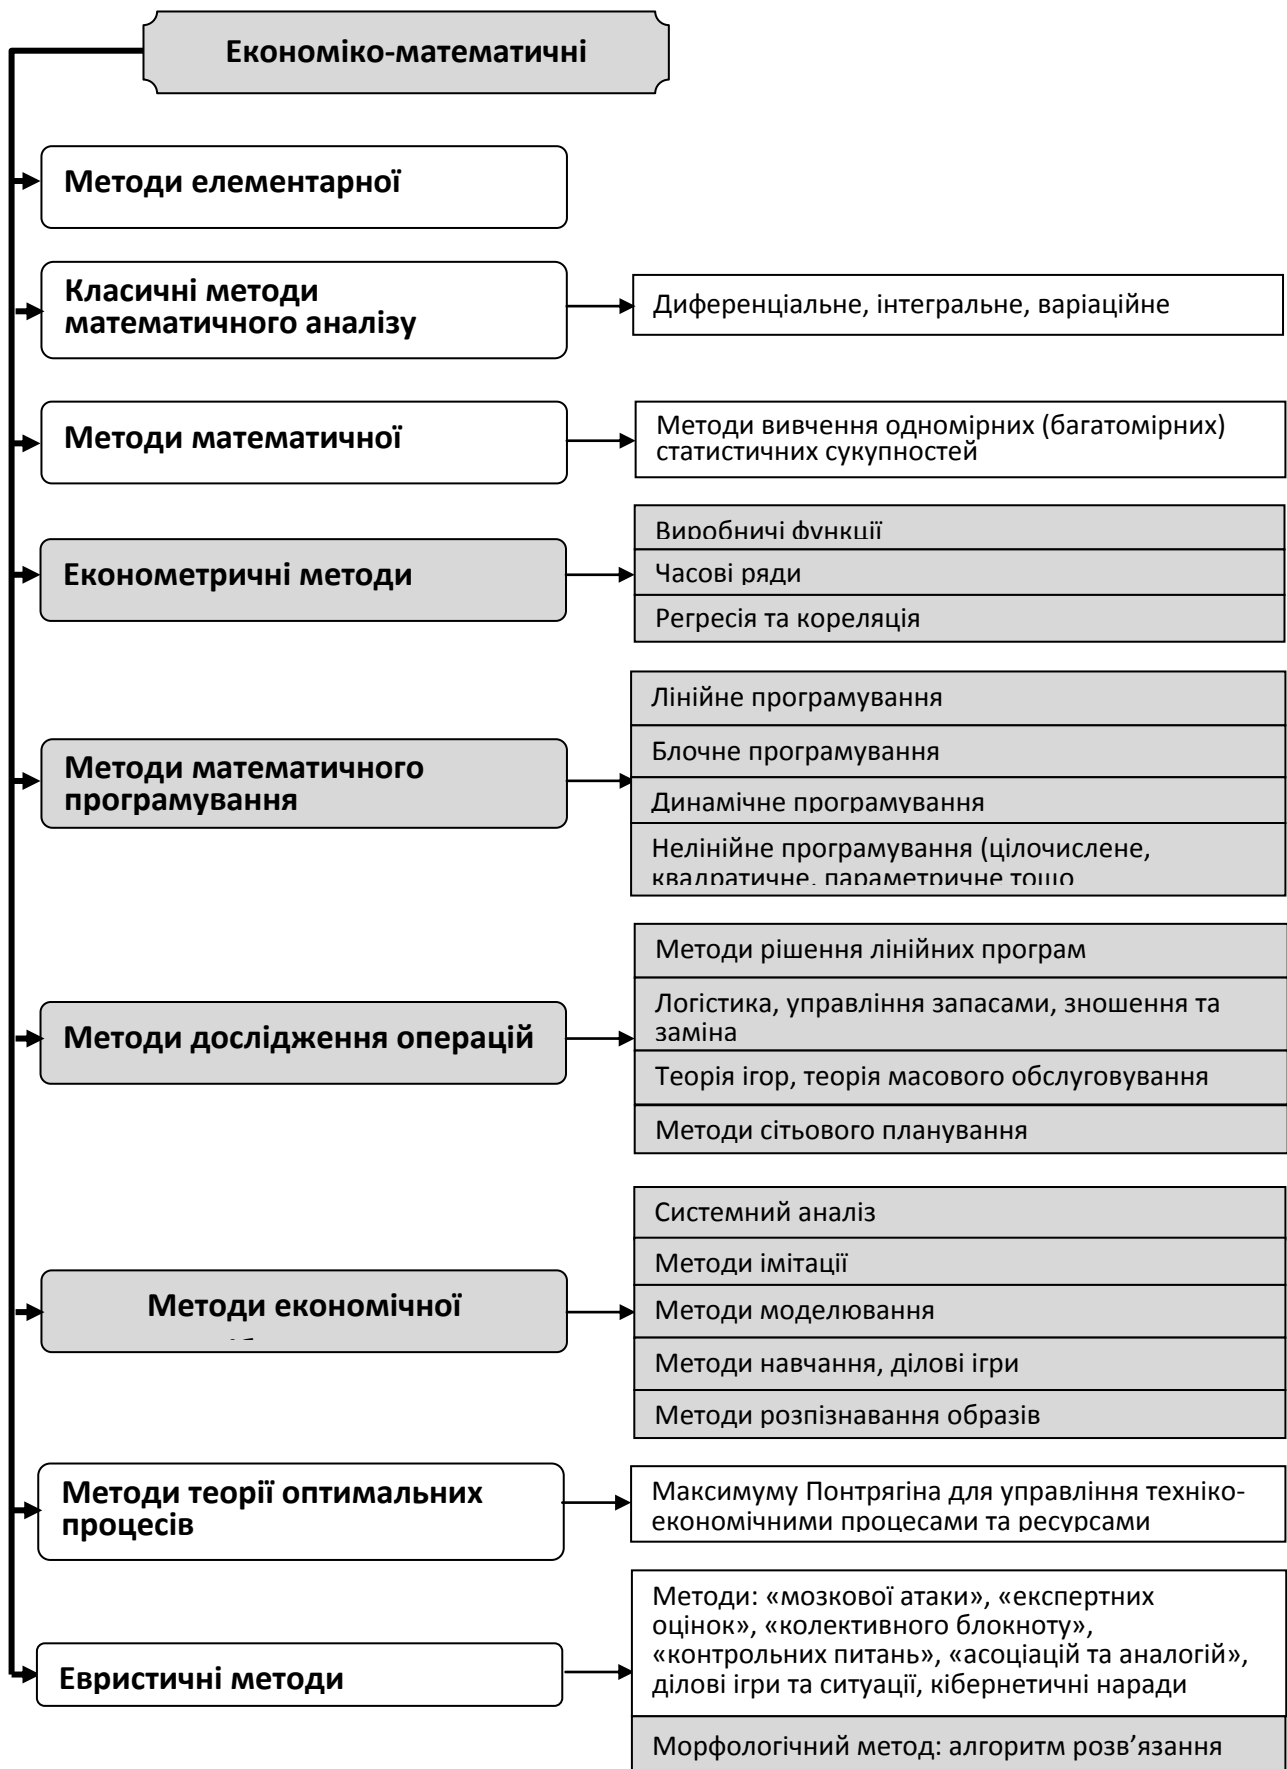 Економіко-математичні
Методи елементарної
Класичні методи
математичного аналізу
Диференціальне, інтегральне, варіаційне
Методи математичної
Методи вивчення одномірних (багатомірних)
статистичних сукупностей
Економетричні методи
Виробничі функції
Часові ряди
Регресія та кореляція
Методи математичного
програмування
Лінійне програмування
Блочне програмування
Динамічне програмування
Нелінійне програмування (цілочислене,
квадратичне, параметричне тощо
Методи дослідження операцій
Методи рішення лінійних програм
Логістика, управління запасами, зношення та
заміна
Теорія ігор, теорія масового обслуговування
Методи сітьового планування
Методи економічної
Системний аналіз
Методи імітації
Методи моделювання
Методи навчання, ділові ігри
Методи розпізнавання образів
Методи теорії оптимальних
процесів
Максимуму Понтрягіна для управління техніко-
економічними процесами та ресурсами
Евристичні методи
Методи: «мозкової атаки», «експертних
оцінок», «колективного блокноту»,
«контрольних питань», «асоціацій та аналогій»,
ділові ігри та ситуації, кібернетичні наради
Морфологічний метод: алгоритм розв’язання